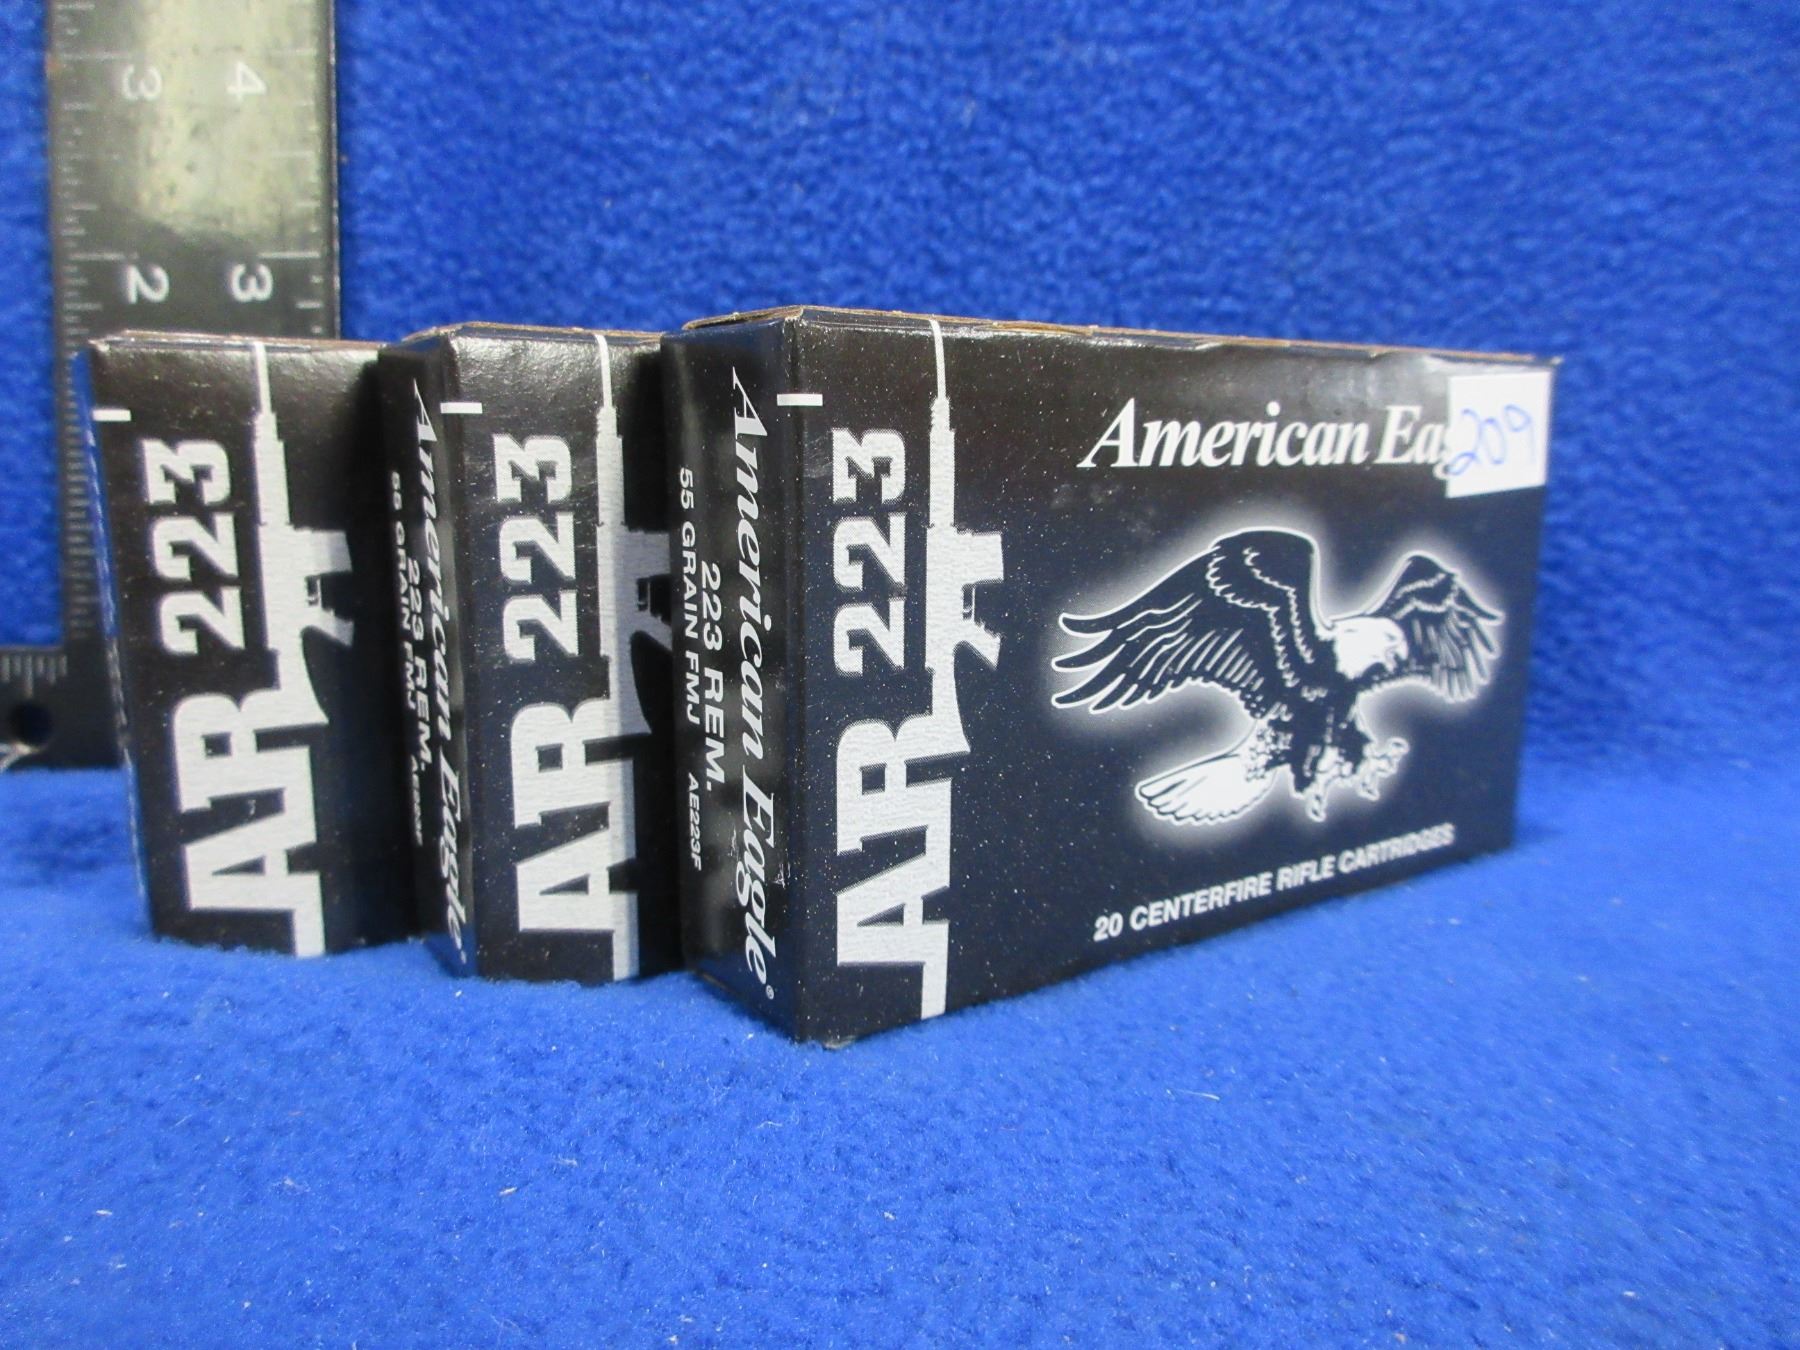 4
3
3
2
AR 223
American Eagle®
223 REM.
55 GRAIN FMJ
AR 223
American Eagle®
223 REM.
55 GRAIN FMJ AE223F
AR 223
American Eag
209
20 CENTERFIRE RIFLE CARTRIDGES